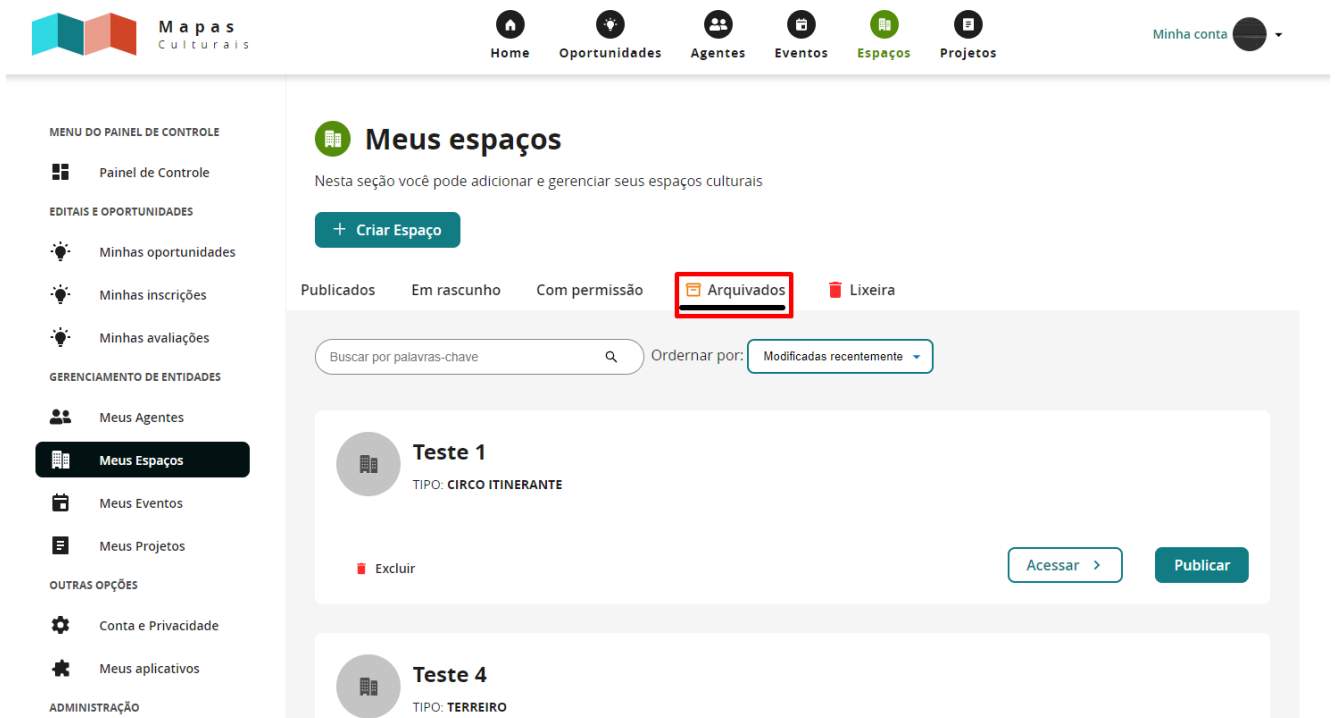 Mapas
Culturais
Home
Oportunidades
Agentes
Eventos
Espaços
Projetos
Minha conta
MENU DO PAINEL DE CONTROLE
Painel de Controle
EDITAIS E OPORTUNIDADES
Minhas oportunidades
Minhas inscrições
Minhas avaliações
GERENCIAMENTO DE ENTIDADES
Meus Agentes
Meus Espaços
Meus Eventos
Meus Projetos
OUTRAS OPÇÕES
Conta e Privacidade
Meus aplicativos
ADMINISTRAÇÃO
Meus espaços
Nesta seção você pode adicionar e gerenciar seus espaços culturais
+ Criar Espaço
Publicados
Em rascunho
Com permissão
Arquivados
Lixeira
Buscar por palavras-chave
Ordernar por:
Modificadas recentemente
Teste 1
TIPO: CIRCO ITINERANTE
Excluir
Acessar >
Publicar
Teste 4
TIPO: TERREIRO